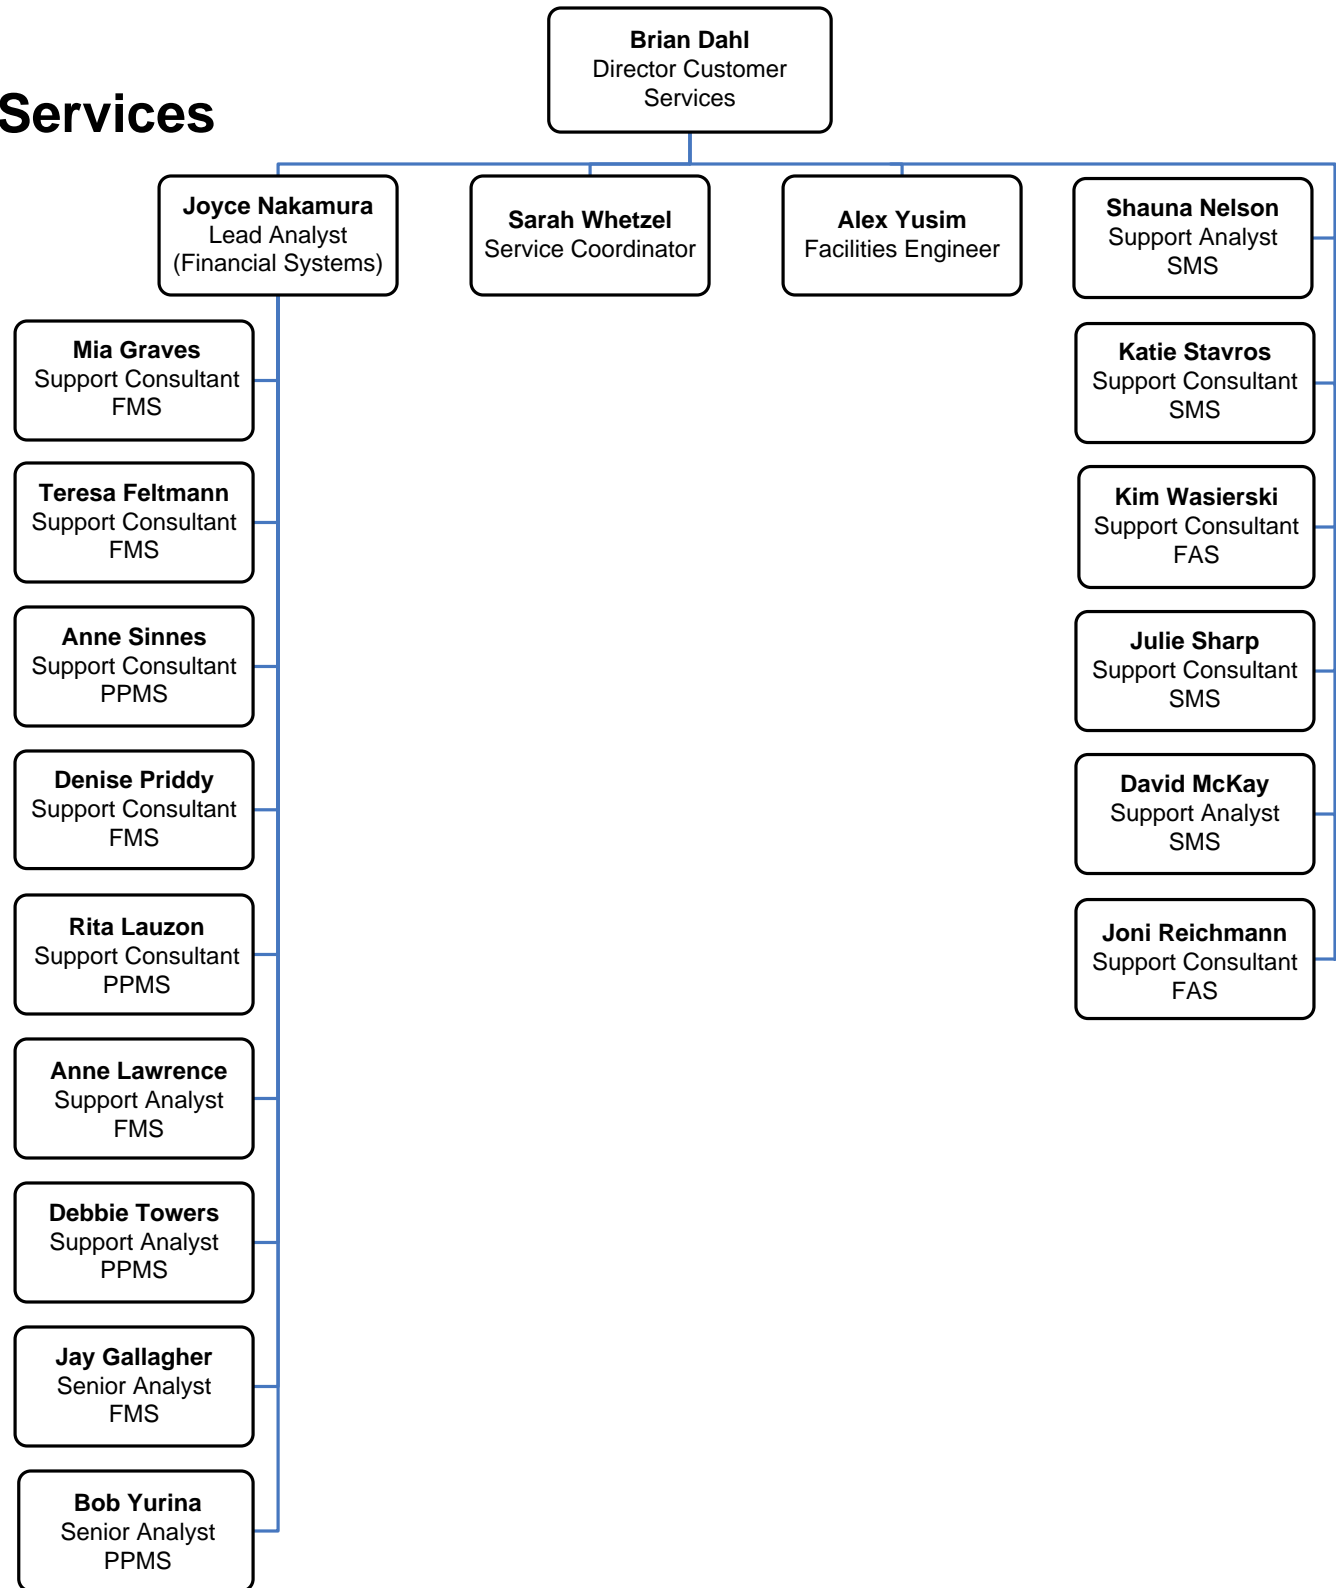 Brian Dahl
Director Customer
Services
Services
Joyce Nakamura
Lead Analyst
(Financial Systems)
Sarah Whetzel
Service Coordinator
Alex Yusim
Facilities Engineer
Shauna Nelson
Support Analyst
SMS
Mia Graves
Support Consultant
FMS
Teresa Feltmann
Support Consultant
FMS
Anne Sinnes
Support Consultant
PPMS
Denise Priddy
Support Consultant
FMS
Rita Lauzon
Support Consultant
PPMS
Anne Lawrence
Support Analyst
FMS
Debbie Towers
Support Analyst
PPMS
Jay Gallagher
Senior Analyst
FMS
Bob Yurina
Senior Analyst
PPMS
Katie Stavros
Support Consultant
SMS
Kim Wasierski
Support Consultant
FAS
Julie Sharp
Support Consultant
SMS
David McKay
Support Analyst
SMS
Joni Reichmann
Support Consultant
FAS